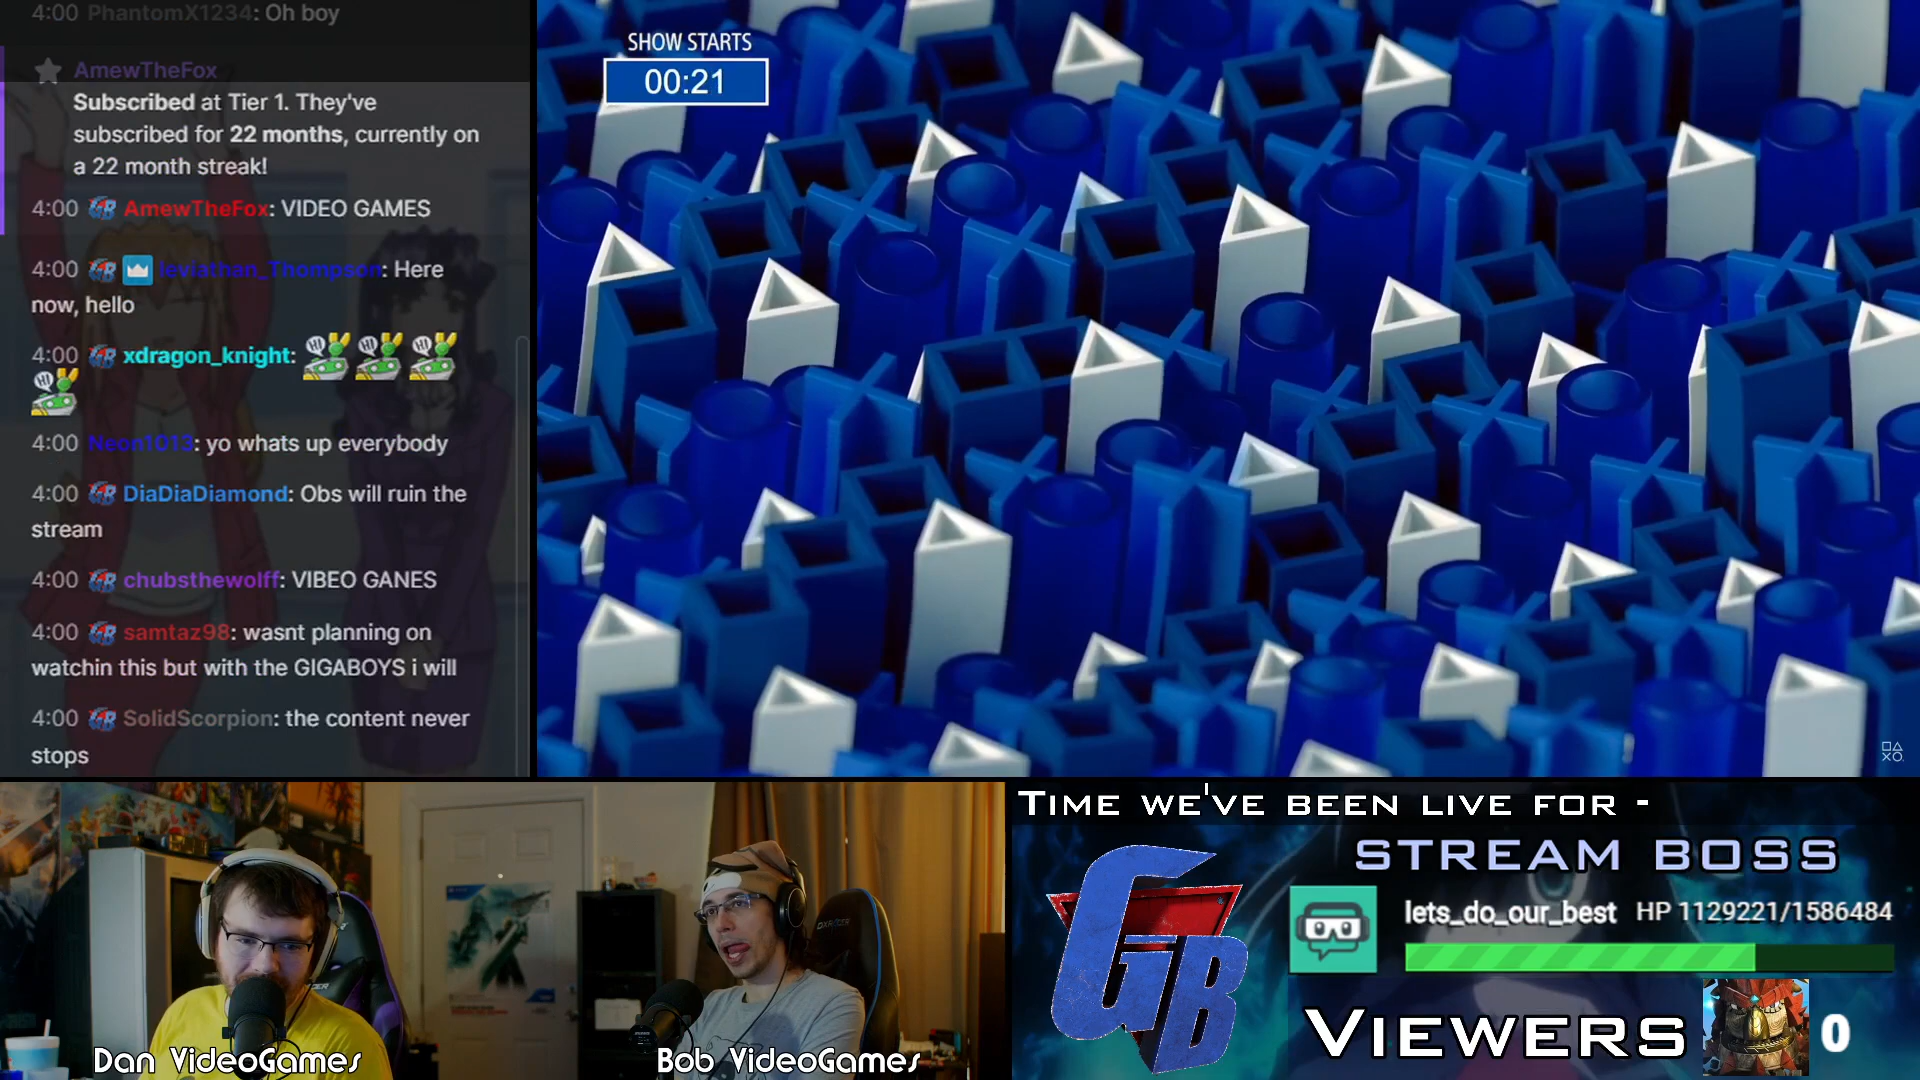 4:00 PhantomX1234: Oh boy
AmewTheFox
Subscribed at Tier 1. They've
subscribed for 22 months, currently on
a 22 month streak!
4:00 AmewTheFox: VIDEO GAMES
4:00 leviathan_Thompson: Here
now, hello
4:00 xdragon_knight: HI HI HI
HI
4:00 Neon1013: yo whats up everybody
4:00 DiaDiaDiamond: Obs will ruin the
stream
4:00 chubsthewolff: VIBEO GANES
4:00 samtaz98: wasnt planning on
watchin this but with the GIGABOYS i will
4:00 SolidScorpion: the content never
stops
SHOW STARTS
00:21
Dan VideoGames
Bob VideoGames
DXRACER
TIME WE'VE BEEN LIVE FOR -
STREAM BOSS
lets_do_our_best HP 1129221/1586484
GB
VIEWERS 0